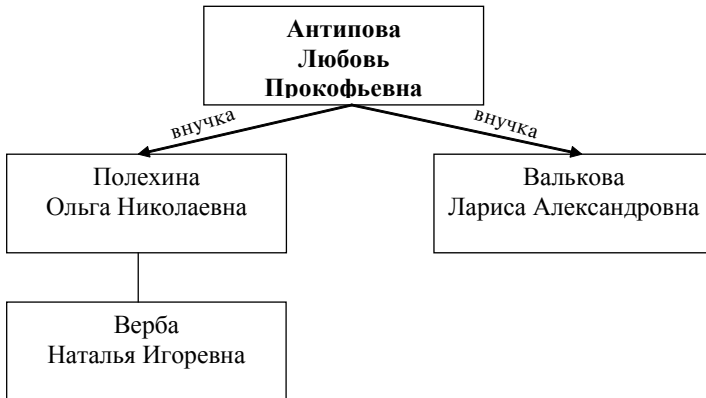 Антипова
Любовь
Прокофьевна
внучка
внучка
Полехина
Ольга Николаевна
Валькова
Лариса Александровна
Верба
Наталья Игоревна